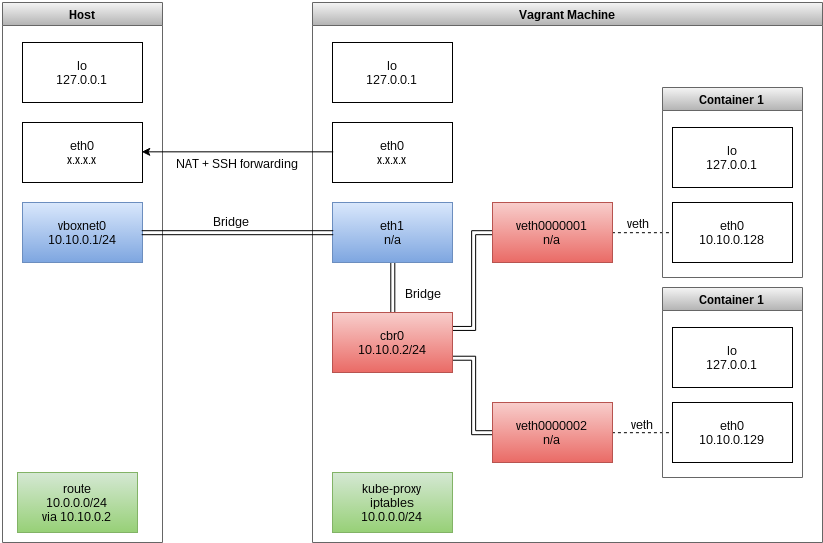 Host
lo
127.0.0.1
eth0
x.x.x.x
vboxnet0
10.10.0.1/24
route
10.0.0.0/24
via 10.10.0.2
NAT + SSH forwarding
Bridge
Vagrant Machine
lo
127.0.0.1
eth0
x.x.x.x
eth1
n/a
Bridge
cbr0
10.10.0.2/24
kube-proxy
iptables
10.0.0.0/24
veth0000001
n/a
veth
veth0000002
n/a
veth
Container 1
lo
127.0.0.1
eth0
10.10.0.128
Container 1
lo
127.0.0.1
eth0
10.10.0.129